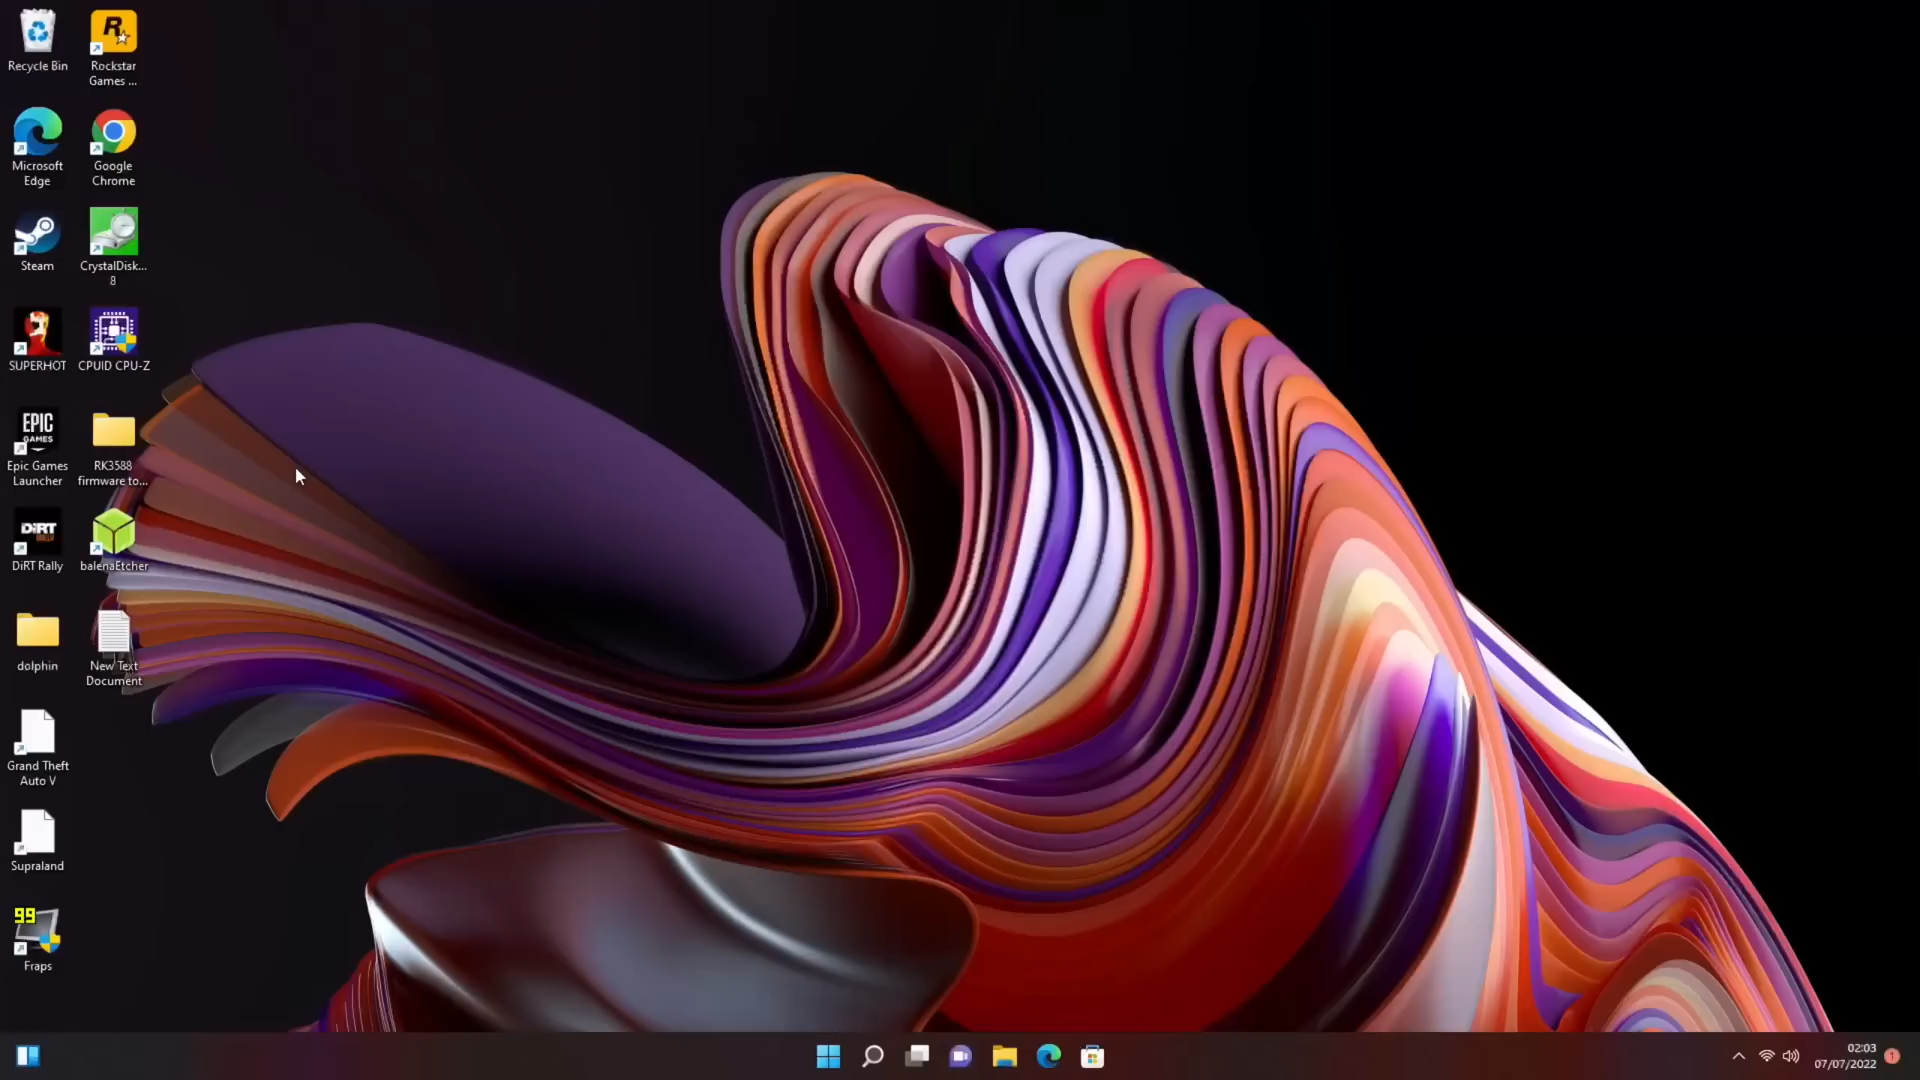 Recycle Bin
Rockstar
Games ...
Microsoft
Edge
Google
Chrome
Steam
CrystalDisk...
8
SUPERHOT
CPUID CPU-Z
EPIC
GAMES
Epic Games
Launcher
RK3588
firmware to...
DiRT
DiRT Rally
balenaEtcher
dolphin
New Text
Document
Grand Theft
Auto V
Supraland
99
Fraps
02:03
07/07/2022
1